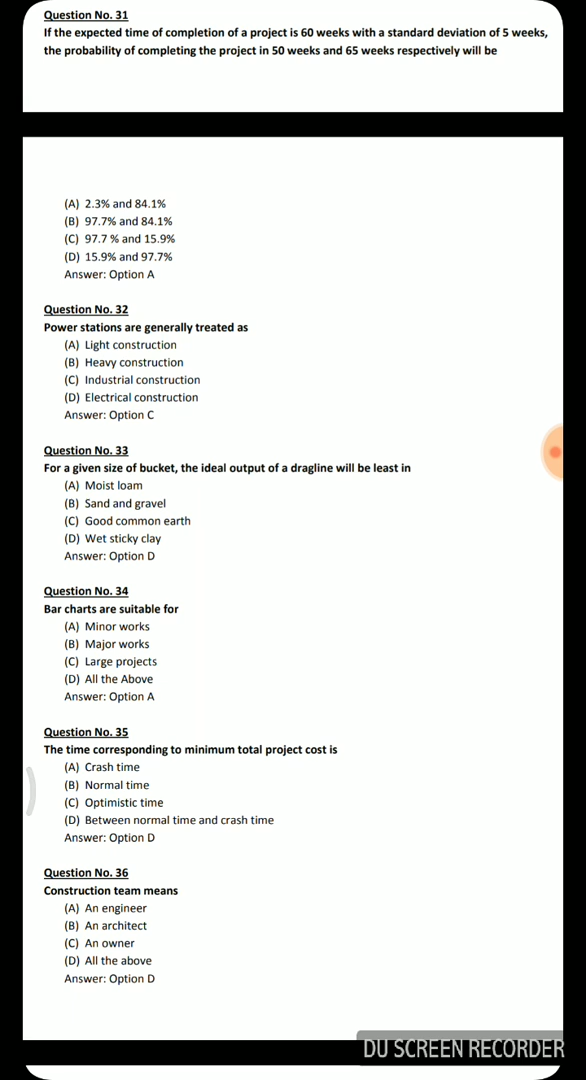 Question No. 31
If the expected time of completion of a project is 60 weeks with a standard deviation of 5 weeks,
the probability of completing the project in 50 weeks and 65 weeks respectively will be
(A) 2.3% and 84.1%
(B) 97.7% and 84.1%
(C) 97.7 % and 15.9%
(D) 15.9% and 97.7%
Answer: Option A
Question No. 32
Power stations are generally treated as
(A) Light construction
(B) Heavy construction
(C) Industrial construction
(D) Electrical construction
Answer: Option C
Question No. 33
For a given size of bucket, the ideal output of a dragline will be least in
(A) Moist loam
(B) Sand and gravel
(C) Good common earth
(D) Wet sticky clay
Answer: Option D
Question No. 34
Bar charts are suitable for
(A) Minor works
(B) Major works
(C) Large projects
(D) All the Above
Answer: Option A
Question No. 35
The time corresponding to minimum total project cost is
(A) Crash time
(B) Normal time
(C) Optimistic time
(D) Between normal time and crash time
Answer: Option D
Question No. 36
Construction team means
(A) An engineer
(B) An architect
(C) An owner
(D) All the above
Answer: Option D
DU SCREEN RECORDER